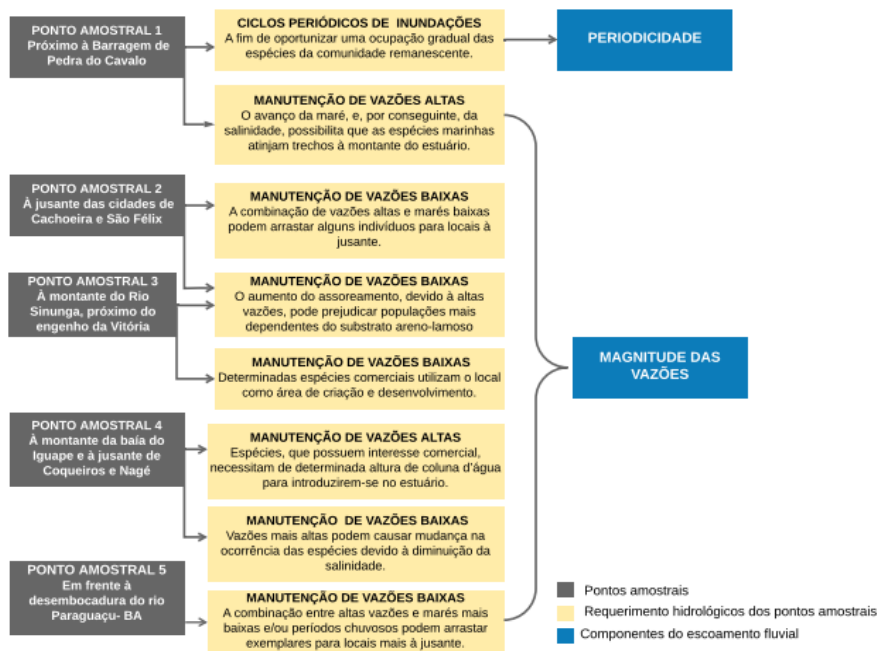 PONTO AMOSTRAL 1
Próximo à Barragem de
Pedra do Cavalo
CICLOS PERIÓDICOS DE INUNDAÇÕES
A fim de oportunizar uma ocupação gradual das
espécies da comunidade remanescente.
PERIODICIDADE
MANUTENÇÃO DE VAZÕES ALTAS
O avanço da maré, e, por conseguinte, da
salinidade, possibilita que as espécies marinhas
atinjam trechos à montante do estuário.
PONTO AMOSTRAL 2
À jusante das cidades de
Cachoeira e São Félix
MANUTENÇÃO DE VAZÕES BAIXAS
A combinação de vazões altas e marés baixas
podem arrastar alguns indivíduos para locais à
jusante.
PONTO AMOSTRAL 3
À montante do Rio
Sinunga, próximo do
engenho da Vitória
MANUTENÇÃO DE VAZÕES BAIXAS
O aumento do assoreamento, devido à altas
vazões, pode prejudicar populações mais
dependentes do substrato areno-lamoso
MANUTENÇÃO DE VAZÕES BAIXAS
Determinadas espécies comerciais utilizam o local
como área de criação e desenvolvimento.
MAGNITUDE DAS
VAZÕES
PONTO AMOSTRAL 4
À montante da baía do
Iguape e à jusante de
Coqueiros e Nagé
MANUTENÇÃO DE VAZÕES ALTAS
Espécies, que possuem interesse comercial,
necessitam de determinada altura de coluna d'água
para introduzirem-se no estuário.
MANUTENÇÃO DE VAZÕES BAIXAS
Vazões mais altas podem causar mudança na
ocorrência das espécies devido à diminuição da
salinidade.
PONTO AMOSTRAL 5
Em frente à
desembocadura do rio
Paraguaçu- BA
MANUTENÇÃO DE VAZÕES BAIXAS
A combinação entre altas vazões e marés mais
baixas e/ou períodos chuvosos podem arrastar
exemplares para locais mais à jusante.
Pontos amostrais
Requerimento hidrológicos dos pontos amostrais
Componentes do escoamento fluvial